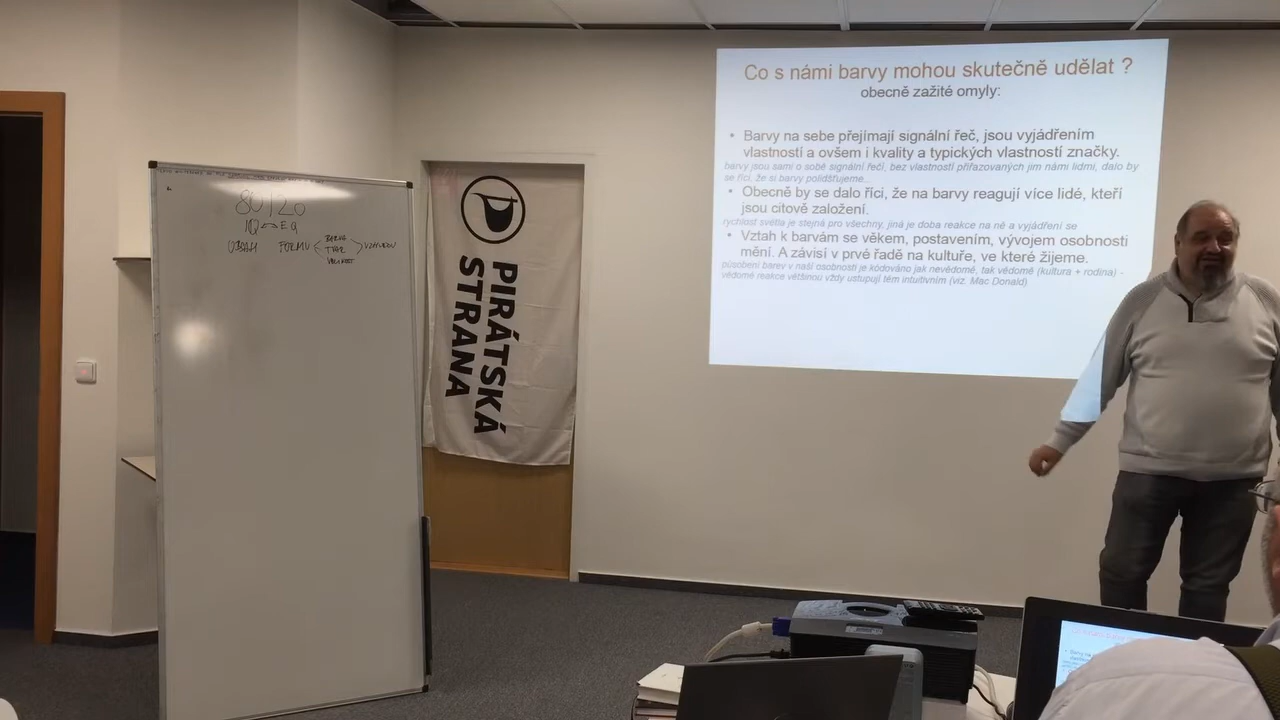 80/20
IQ E.Q
OBSAH FORMU BARVA
TVAR
VELIKOST
PIRÁTSKÁ
STRANA
Co s námi barvy mohou skutečně udělat ?
obecně zažité omyly:
• Barvy na sebe přejímají signální řeč, jsou vyjádřením
vlastností a ovšem i kvality a typických vlastností značky.
barvy jsou sami o sobě signální řečí, bez vlastností přiřazovaných jim námi lidmi, dalo by
se říci, že si barvy polidšťujeme.
• Obecně by se dalo říci, že na barvy reagují více lidé, kteří
jsou citově založení.
rychlost světla je stejná pro všechny, jiná je doba reakce na ně a vyjádření se
• Vztah k barvám se věkem, postavením, vývojem osobnosti
mění. A závisí v prvé řadě na kultuře, ve které žijeme.
působení barev v naší osobnosti je kódováno jak nevědomě, tak vědomě (kultura + rodina) -
vědomé reakce většinou vždy ustupují těm intuitivním (viz. Mac Donald)